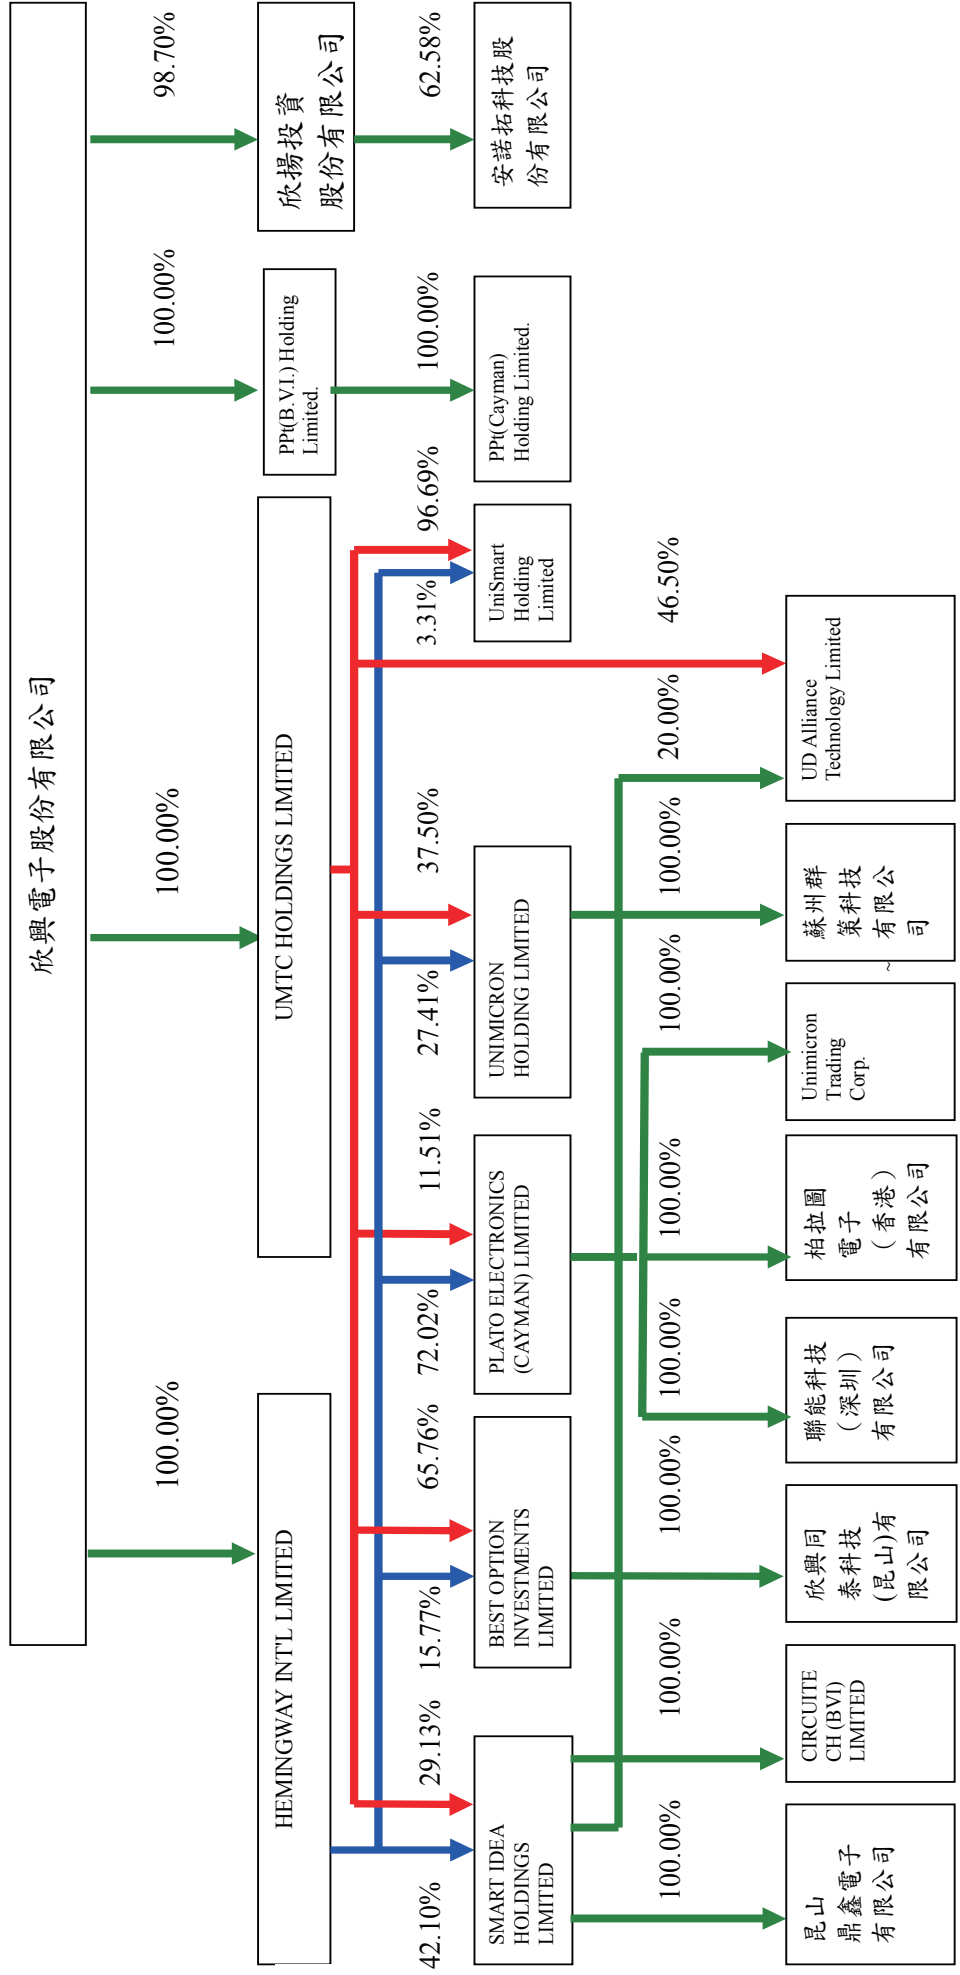 欣興電子股份有限公司
100.00%
100.00%
100.00%
98.70%
HEMINGWAY INT'L LIMITED
UMTC HOLDINGS LIMITED
PPt(B.V.I.) Holding
Limited.
欣揚投資
股份有限公司
42.10%
29.13%
15.77%
65.76%
72.02%
11.51%
27.41%
37.50%
3.31%
96.69%
100.00%
62.58%
SMART IDEA
HOLDINGS
LIMITED
BEST OPTION
INVESTMENTS
LIMITED
PLATO ELECTRONICS
(CAYMAN) LIMITED
UNIMICRON
HOLDING LIMITED
UniSmart
Holding
Limited
PPt(Cayman)
Holding Limited.
安諾拓科技股
份有限公司
100.00%
100.00%
100.00%
100.00%
100.00%
100.00%
100.00%
20.00%
46.50%
昆山
鼎鑫電子
有限公司
CIRCUITE
CH (BVI)
LIMITED
欣興同
泰科技
(昆山)有
限公司
聯能科技
（深圳）
有限公司
柏拉圖
電子
（香港）
有限公司
Unimicron
Trading
Corp.
~
蘇州群
策科技
有限公
司
UD Alliance
Technology Limited